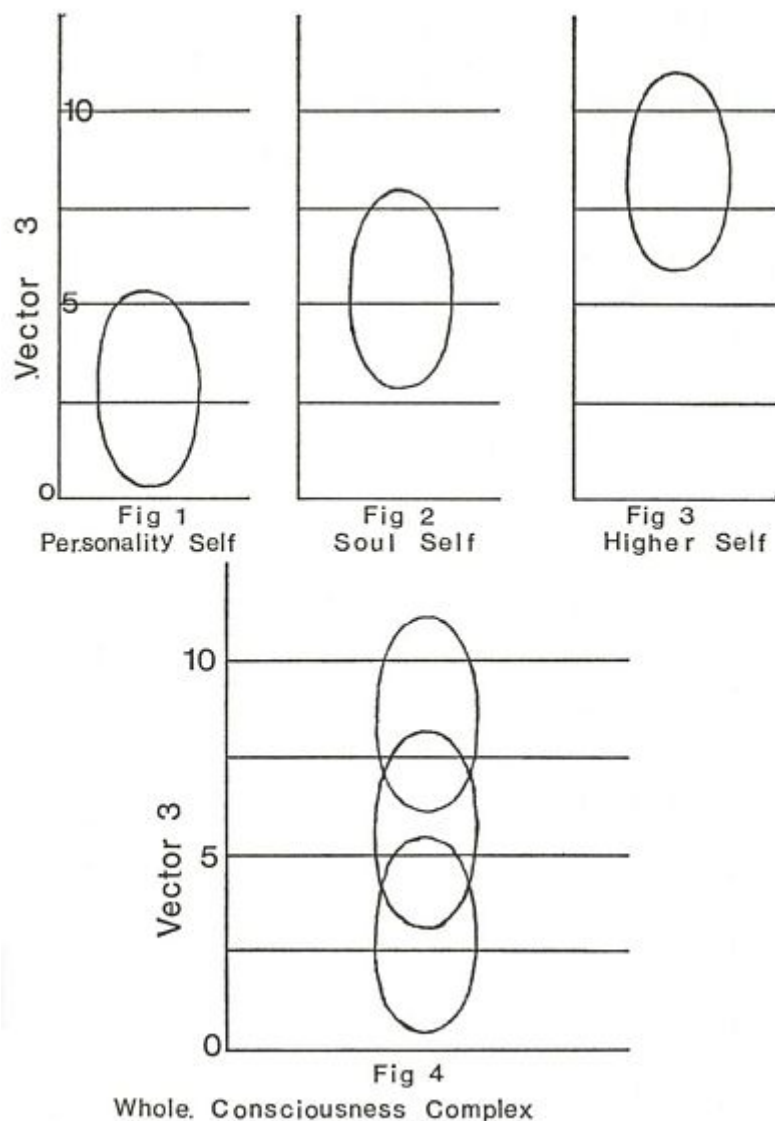 10
Vector 3
5
0
Fig 1
Personality Self
Fig 2
Soul Self
Fig 3
Higher Self
10
Vector 3
5
0
Fig 4
Whole. Consciousness Complex